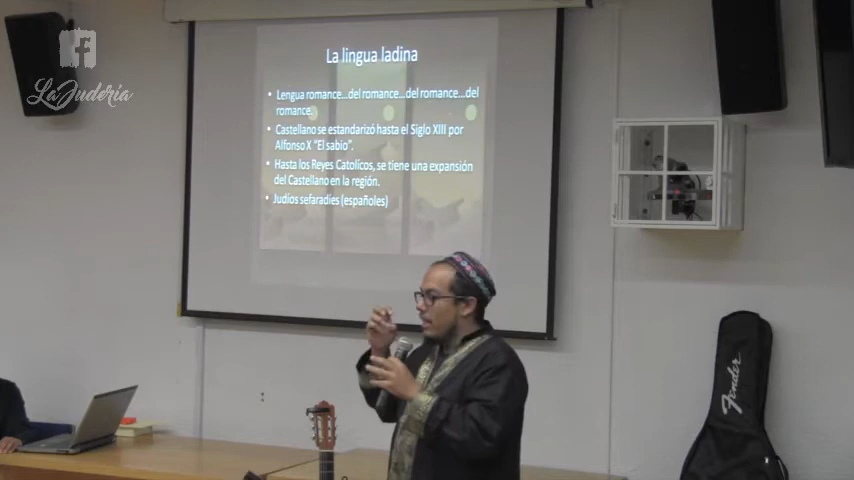 f
LaJudería
La lingua ladina
• Lengua romance...del romance...del romance...del
romance.
• Castellano se estandarizó hasta el Siglo XIII por
Alfonso X “El sabio”.
• Hasta los Reyes Catolícos, se tiene una expansión
del Castellano en la región.
• Judíos sefaradíes (españoles)
Fender